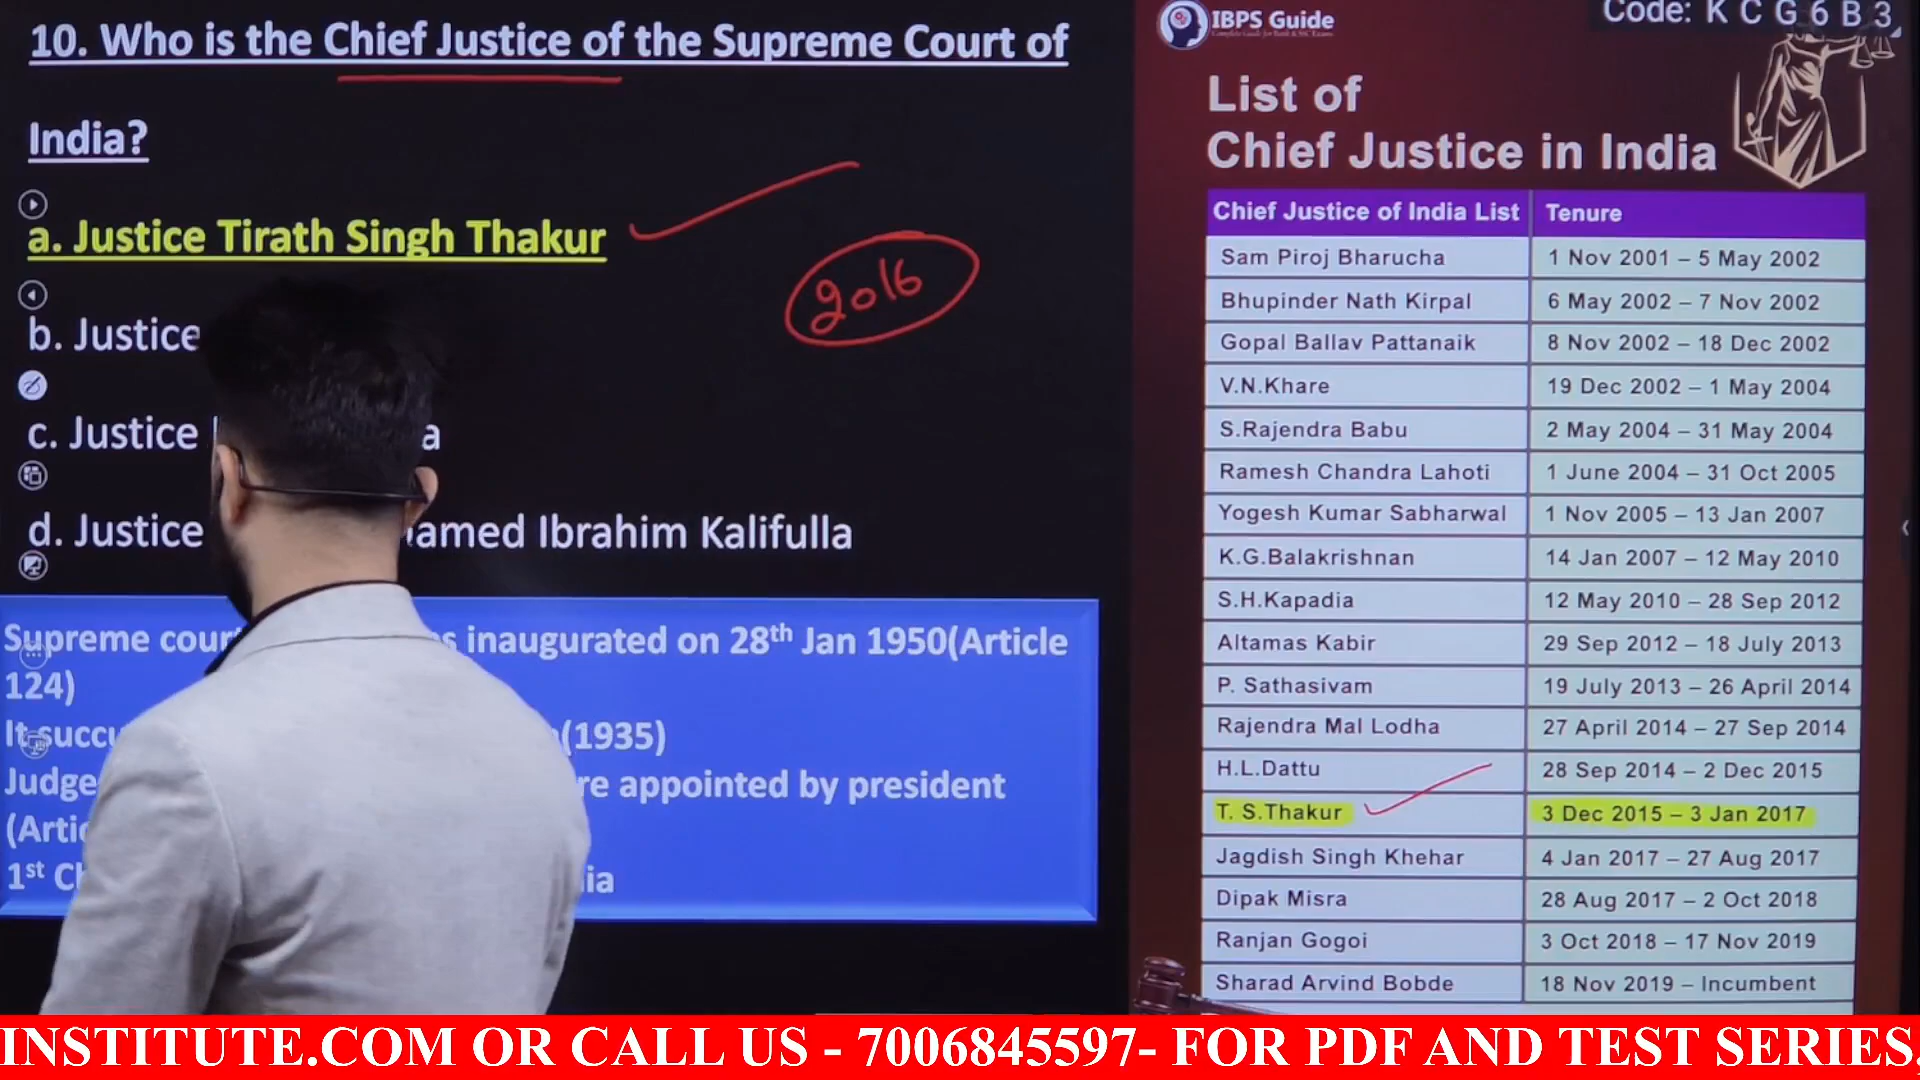 10. Who is the Chief Justice of the Supreme Court of
India?
a. Justice Tirath Singh Thakur
2016
b. Justice
c. Justice
d. Justice Ibrahim Kalifulla
inaugurated on 28th Jan 1950(Article
124)
(1935)
appointed by president
1st
IBPS Guide
Code: K C G 6 B 3
List of
Chief Justice in India
Chief Justice of India List Tenure
Sam Piroj Bharucha 1 Nov 2001 – 5 May 2002
Bhupinder Nath Kirpal 6 May 2002 – 7 Nov 2002
Gopal Ballav Pattanaik 8 Nov 2002 – 18 Dec 2002
V.N.Khare 19 Dec 2002 – 1 May 2004
S.Rajendra Babu 2 May 2004 – 31 May 2004
Ramesh Chandra Lahoti 1 June 2004 – 31 Oct 2005
Yogesh Kumar Sabharwal 1 Nov 2005 – 13 Jan 2007
K.G.Balakrishnan 14 Jan 2007 – 12 May 2010
S.H.Kapadia 12 May 2010 – 28 Sep 2012
Altamas Kabir 29 Sep 2012 – 18 July 2013
P. Sathasivam 19 July 2013 – 26 April 2014
Rajendra Mal Lodha 27 April 2014 – 27 Sep 2014
H.L.Dattu 28 Sep 2014 – 2 Dec 2015
T. S.Thakur 3 Dec 2015 – 3 Jan 2017
Jagdish Singh Khehar 4 Jan 2017 – 27 Aug 2017
Dipak Misra 28 Aug 2017 – 2 Oct 2018
Ranjan Gogoi 3 Oct 2018 – 17 Nov 2019
Sharad Arvind Bobde 18 Nov 2019 – Incumbent
INSTITUTE.COM OR CALL US - 7006845597- FOR PDF AND TEST SERIES.